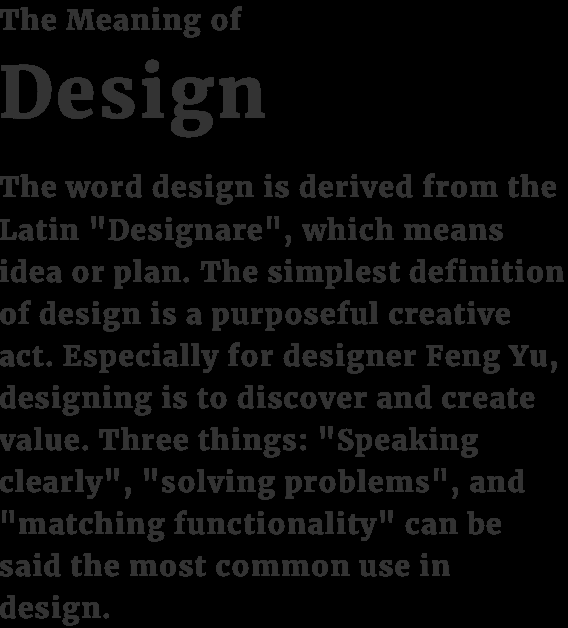 The Meaning of
Design
The word design is derived from the
Latin "Designare", which means
idea or plan. The simplest definition
of design is a purposeful creative
act. Especially for designer Feng Yu,
designing is to discover and create
value. Three things: "Speaking
clearly", "solving problems", and
"matching functionality" can be
said the most common use in
design.